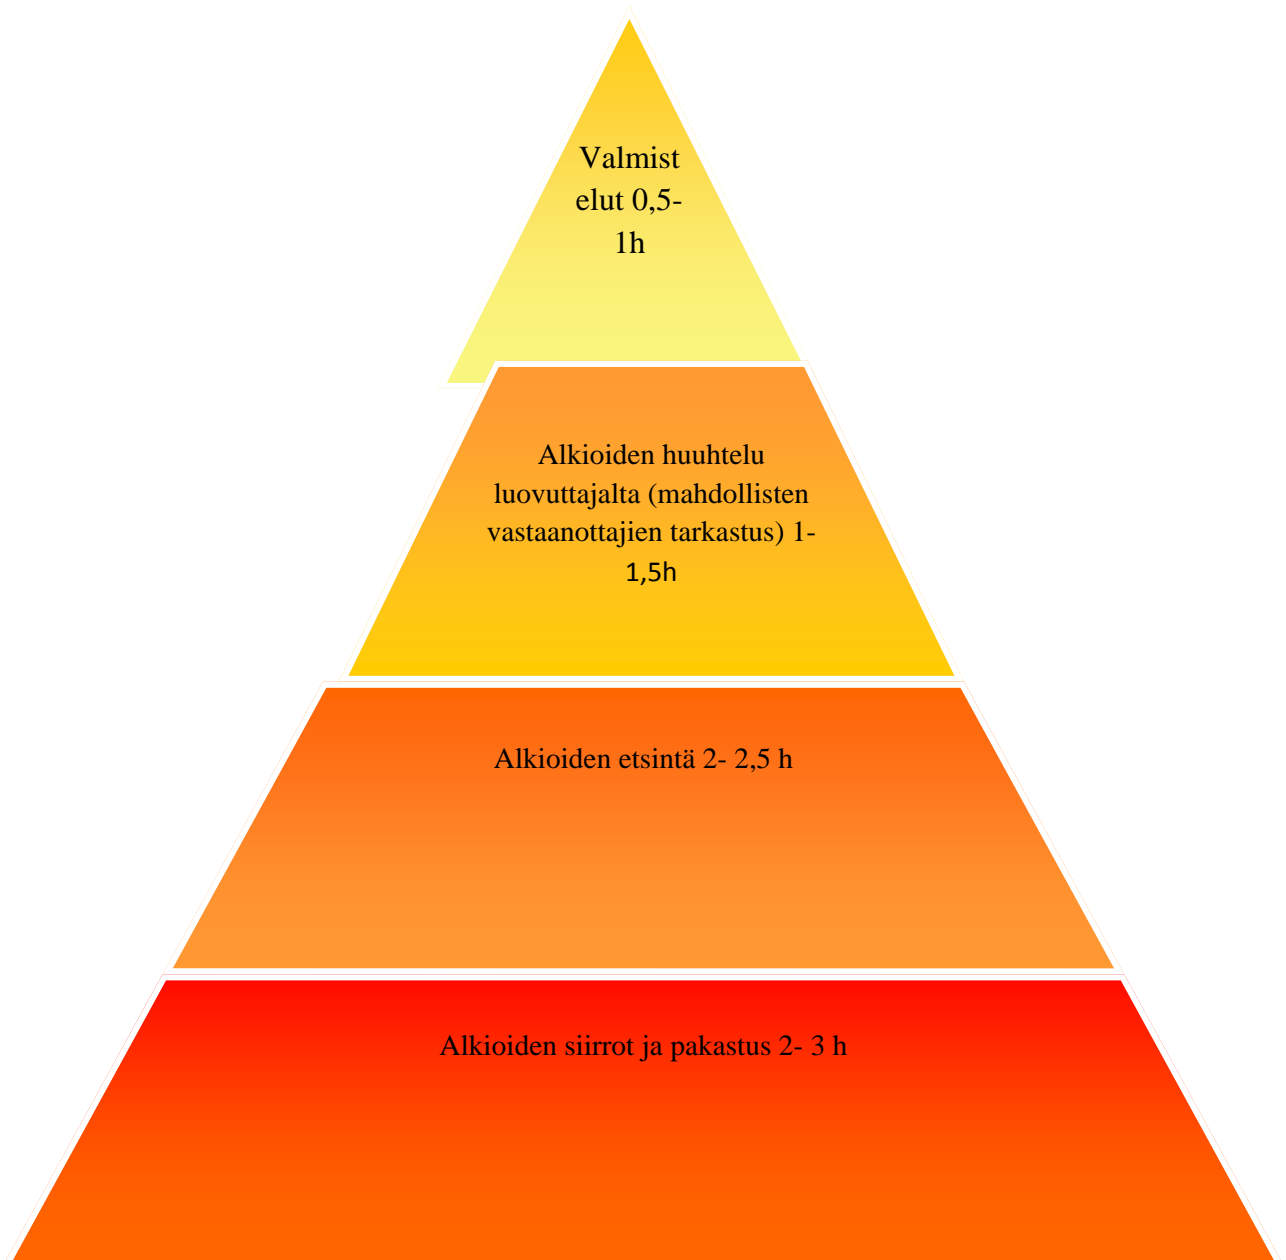 Valmist
elut 0,5-
1h
Alkioiden huuhtelu
luovuttajalta (mahdollisten
vastaanottajien tarkastus) 1-
1,5h
Alkioiden etsintä 2- 2,5 h
Alkioiden siirrot ja pakastus 2- 3 h